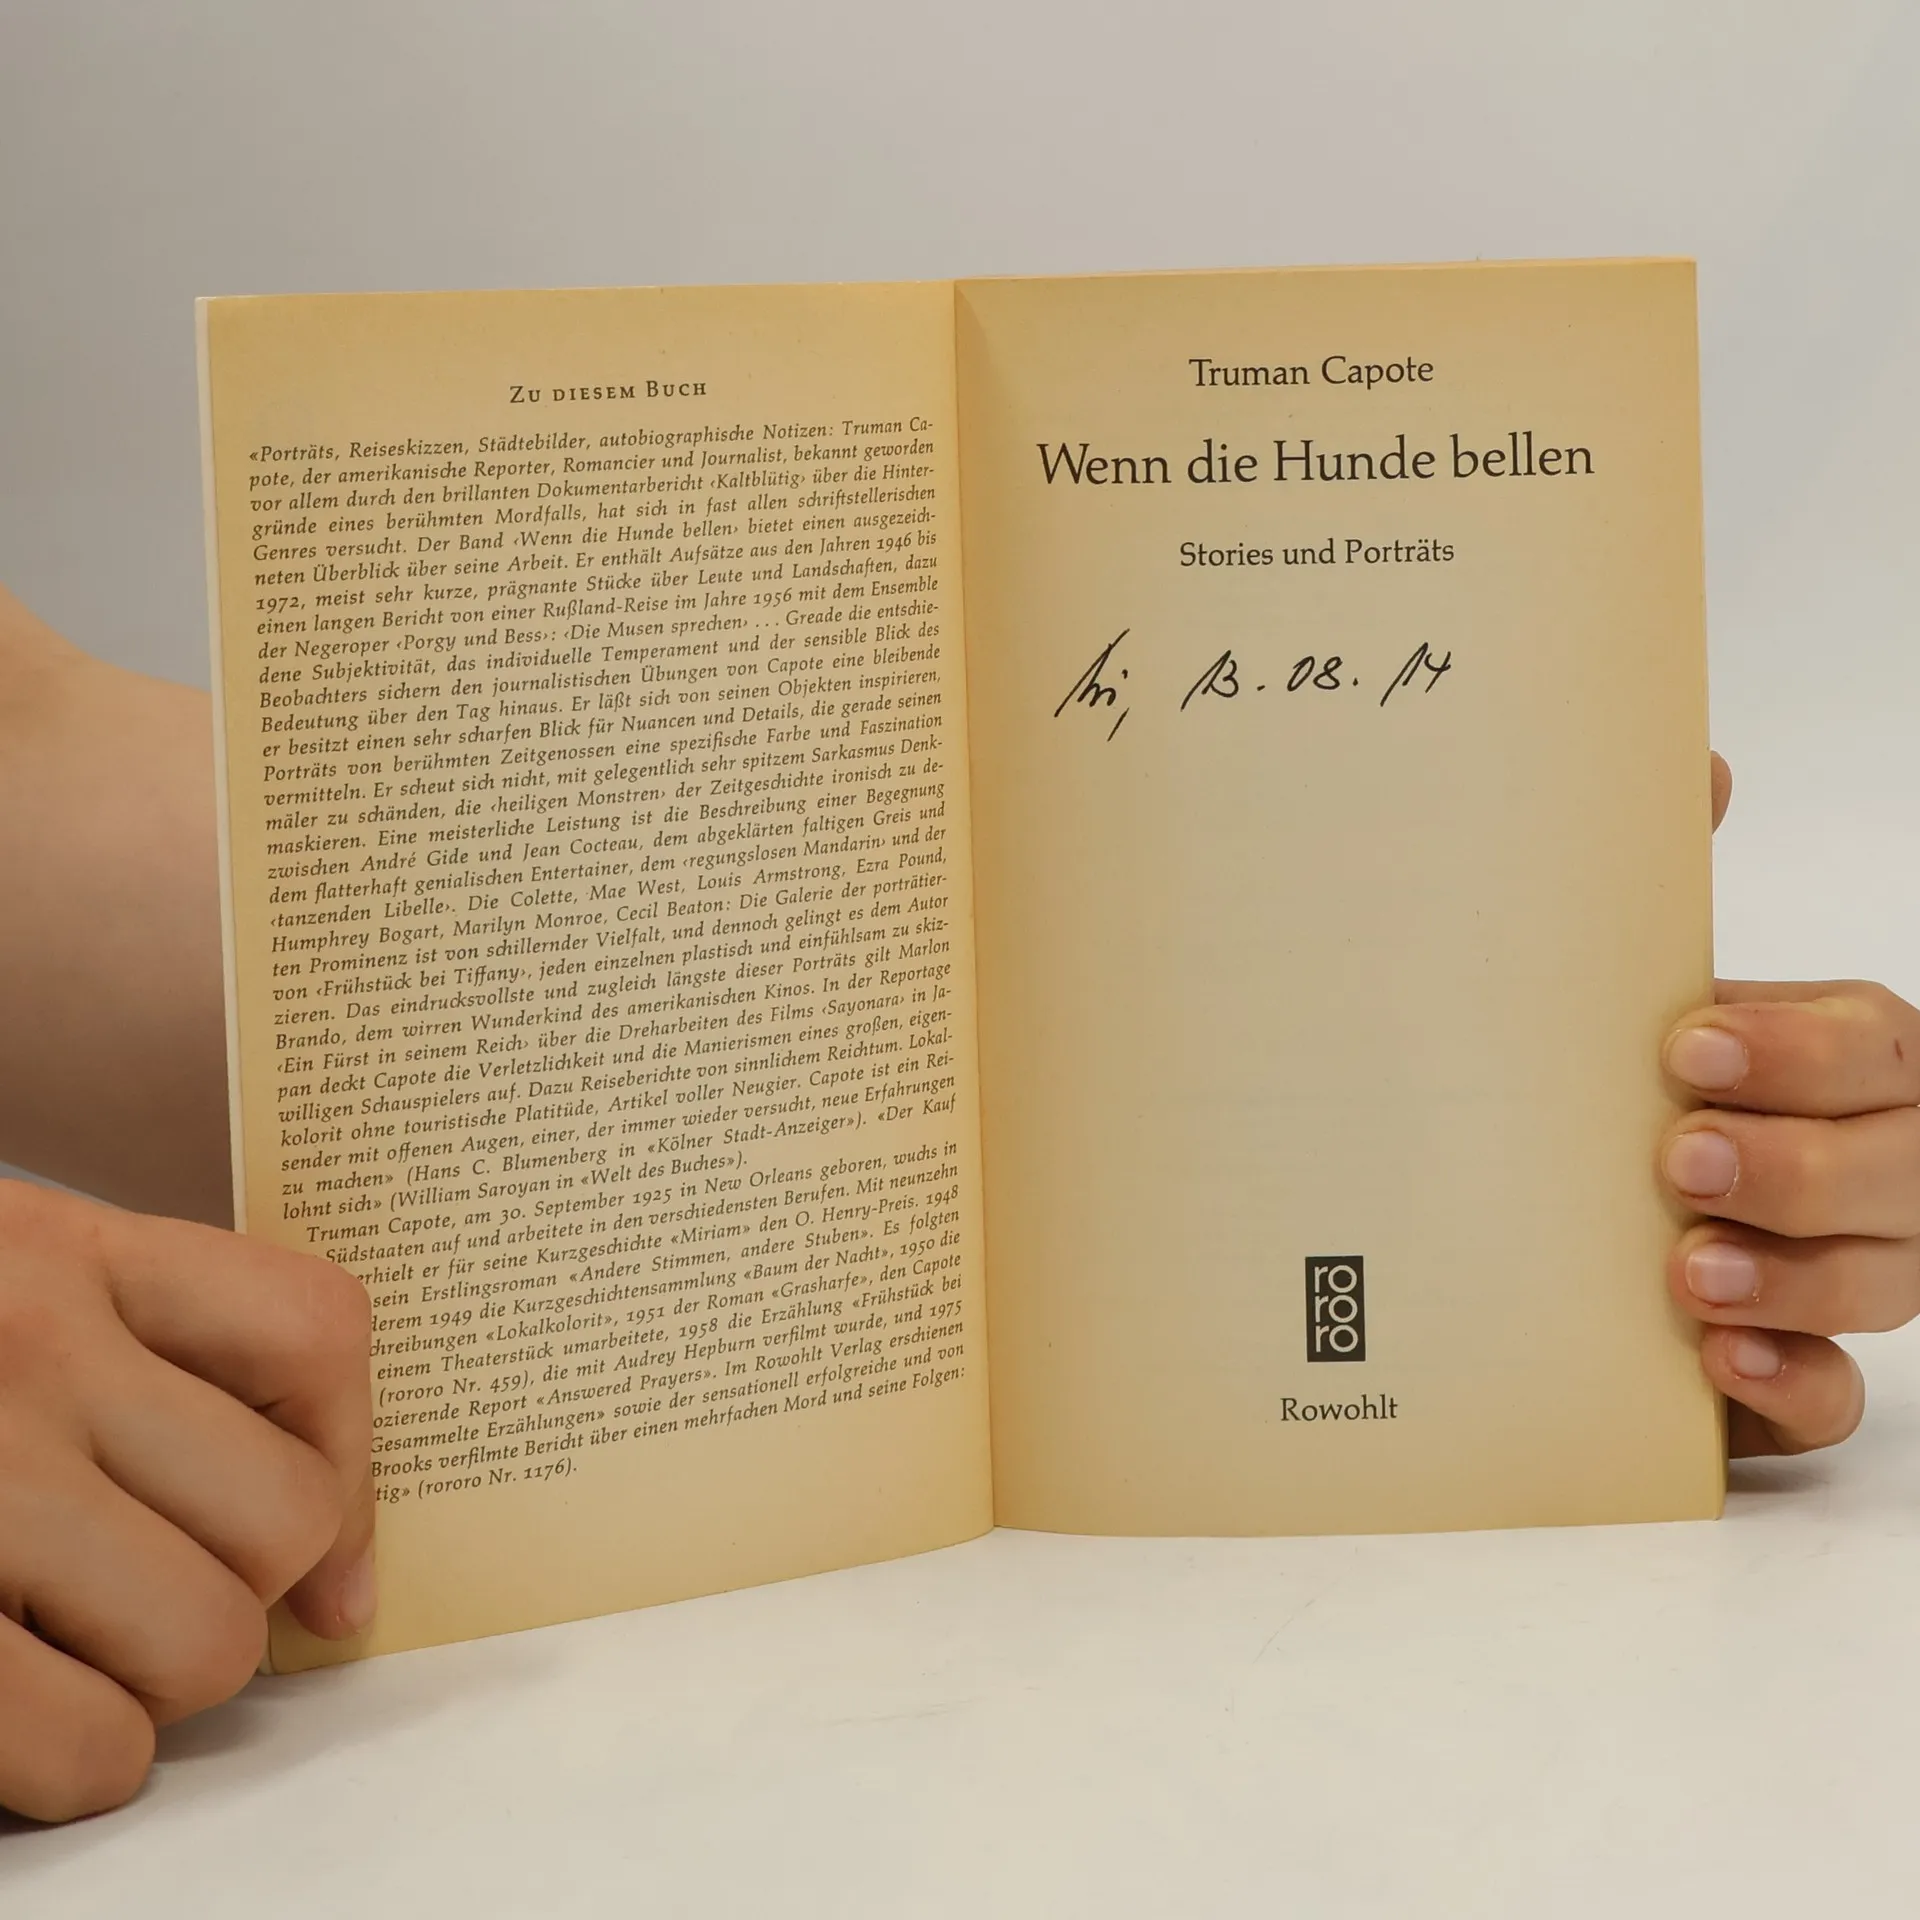 ZU DIESEM BUCH
«Porträts, Reiseskizzen, Städtebilder, autobiographische Notizen: Truman Ca-
pote, der amerikanische Reporter, Romancier und Journalist, bekannt geworden
vor allem durch den brillanten Dokumentarbericht ‹Kaltblütig› über die Hinter-
gründe eines berühmten Mordfalls, hat sich in fast allen schriftstellerischen
Genres versucht. Der Band ‹Wenn die Hunde bellen› bietet einen ausgezeich-
neten Überblick über seine Arbeit. Er enthält Aufsätze aus den Jahren 1946 bis
1972, meist sehr kurze, prägnante Stücke über Leute und Landschaften, dazu
einen langen Bericht von einer Rußland-Reise im Jahre 1956 mit dem Ensemble
der Negeroper ‹Porgy und Bess›: ‹Die Musen sprechen› . . . Greade die entschie-
dene Subjektivität, das individuelle Temperament und der sensible Blick des
Beobachters sichern den journalistischen Übungen von Capote eine bleibende
Bedeutung über den Tag hinaus. Er läßt sich von seinen Objekten inspirieren,
er besitzt einen sehr scharfen Blick für Nuancen und Details, die gerade seinen
Porträts von berühmten Zeitgenossen eine spezifische Farbe und Faszination
vermitteln. Er scheut sich nicht, mit gelegentlich sehr spitzem Sarkasmus Denk-
mäler zu schänden, die ‹heiligen Monstren› der Zeitgeschichte ironisch zu de-
maskieren. Eine meisterliche Leistung ist die Beschreibung einer Begegnung
zwischen André Gide und Jean Cocteau, dem abgeklärten faltigen Greis und
dem flatterhaft genialischen Entertainer, dem ‹regungslosen Mandarin› und der
‹tanzenden Libelle›. Die Colette, Mae West, Louis Armstrong, Ezra Pound,
Humphrey Bogart, Marilyn Monroe, Cecil Beaton: Die Galerie der porträtier-
ten Prominenz ist von schillernder Vielfalt, und dennoch gelingt es dem Autor
von ‹Frühstück bei Tiffany›, jeden einzelnen plastisch und einfühlsam zu skiz-
zieren. Das eindrucksvollste und zugleich längste dieser Porträts gilt Marlon
Brando, dem wirren Wunderkind des amerikanischen Kinos. In der Reportage
‹Ein Fürst in seinem Reich› über die Dreharbeiten des Films ‹Sayonara› in Ja-
pan deckt Capote die Verletzlichkeit und die Manierismen eines großen, eigen-
willigen Schauspielers auf. Dazu Reiseberichte von sinnlichem Reichtum. Lokal-
kolorit ohne touristische Platitüde, Artikel voller Neugier. Capote ist ein Rei-
sender mit offenen Augen, einer, der immer wieder versucht, neue Erfahrungen
zu machen» (Hans C. Blumenberg in «Kölner Stadt-Anzeiger»). «Der Kauf
lohnt sich» (William Saroyan in «Welt des Buches»).
Truman Capote, am 30. September 1925 in New Orleans geboren, wuchs in
Südstaaten auf und arbeitete in den verschiedensten Berufen. Mit neunzehn
erhielt er für seine Kurzgeschichte «Miriam» den O. Henry-Preis. 1948
sein Erstlingsroman «Andere Stimmen, andere Stuben». Es folgten
derem 1949 die Kurzgeschichtensammlung «Baum der Nacht», 1950 die
chreibungen «Lokalkolorit», 1951 der Roman «Grasharfe», den Capote
einem Theaterstück umarbeitete, 1958 die Erzählung «Frühstück bei
(rororo Nr. 459), die mit Audrey Hepburn verfilmt wurde, und 1975
ozierende Report «Answered Prayers». Im Rowohlt Verlag erschienen
Gesammelte Erzählungen» sowie der sensationell erfolgreiche und von
Brooks verfilmte Bericht über einen mehrfachen Mord und seine Folgen:
tig» (rororo Nr. 1176).
Truman Capote
Wenn die Hunde bellen
Stories und Porträts
13. 08. 14
ro
ro
ro
Rowohlt